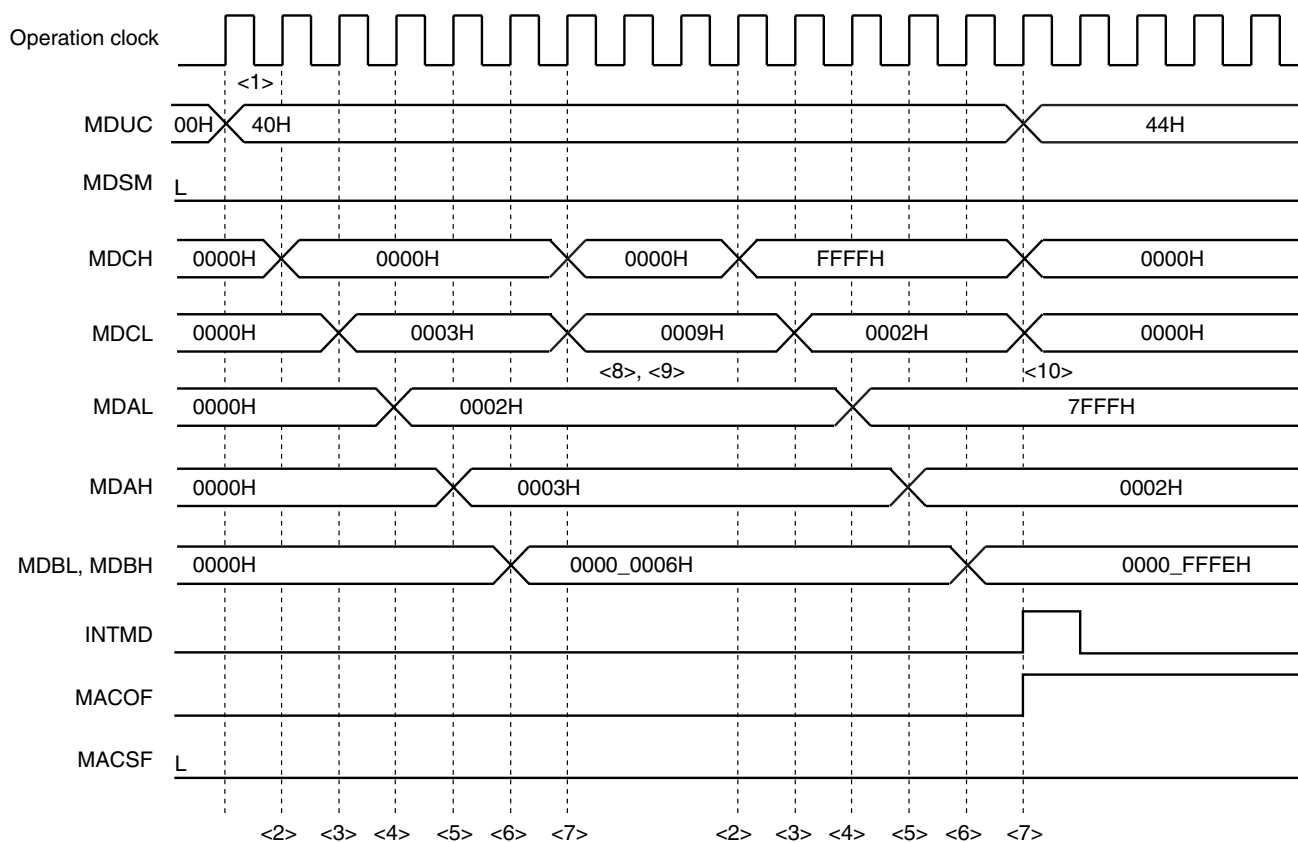 Operation clock
<1>
MDUC 00H 40H 44H
MDSM L
MDCH 0000H 0000H 0000H FFFFH 0000H
MDCL 0000H 0003H 0009H 0002H 0000H
<8>, <9> <10>
MDAL 0000H 0002H 7FFFH
MDAH 0000H 0003H 0002H
MDBL, MDBH 0000H 0000_0006H 0000_FFFEH
INTMD
MACOF
MACSF L
<2> <3> <4> <5> <6> <7> <2> <3> <4> <5> <6> <7>